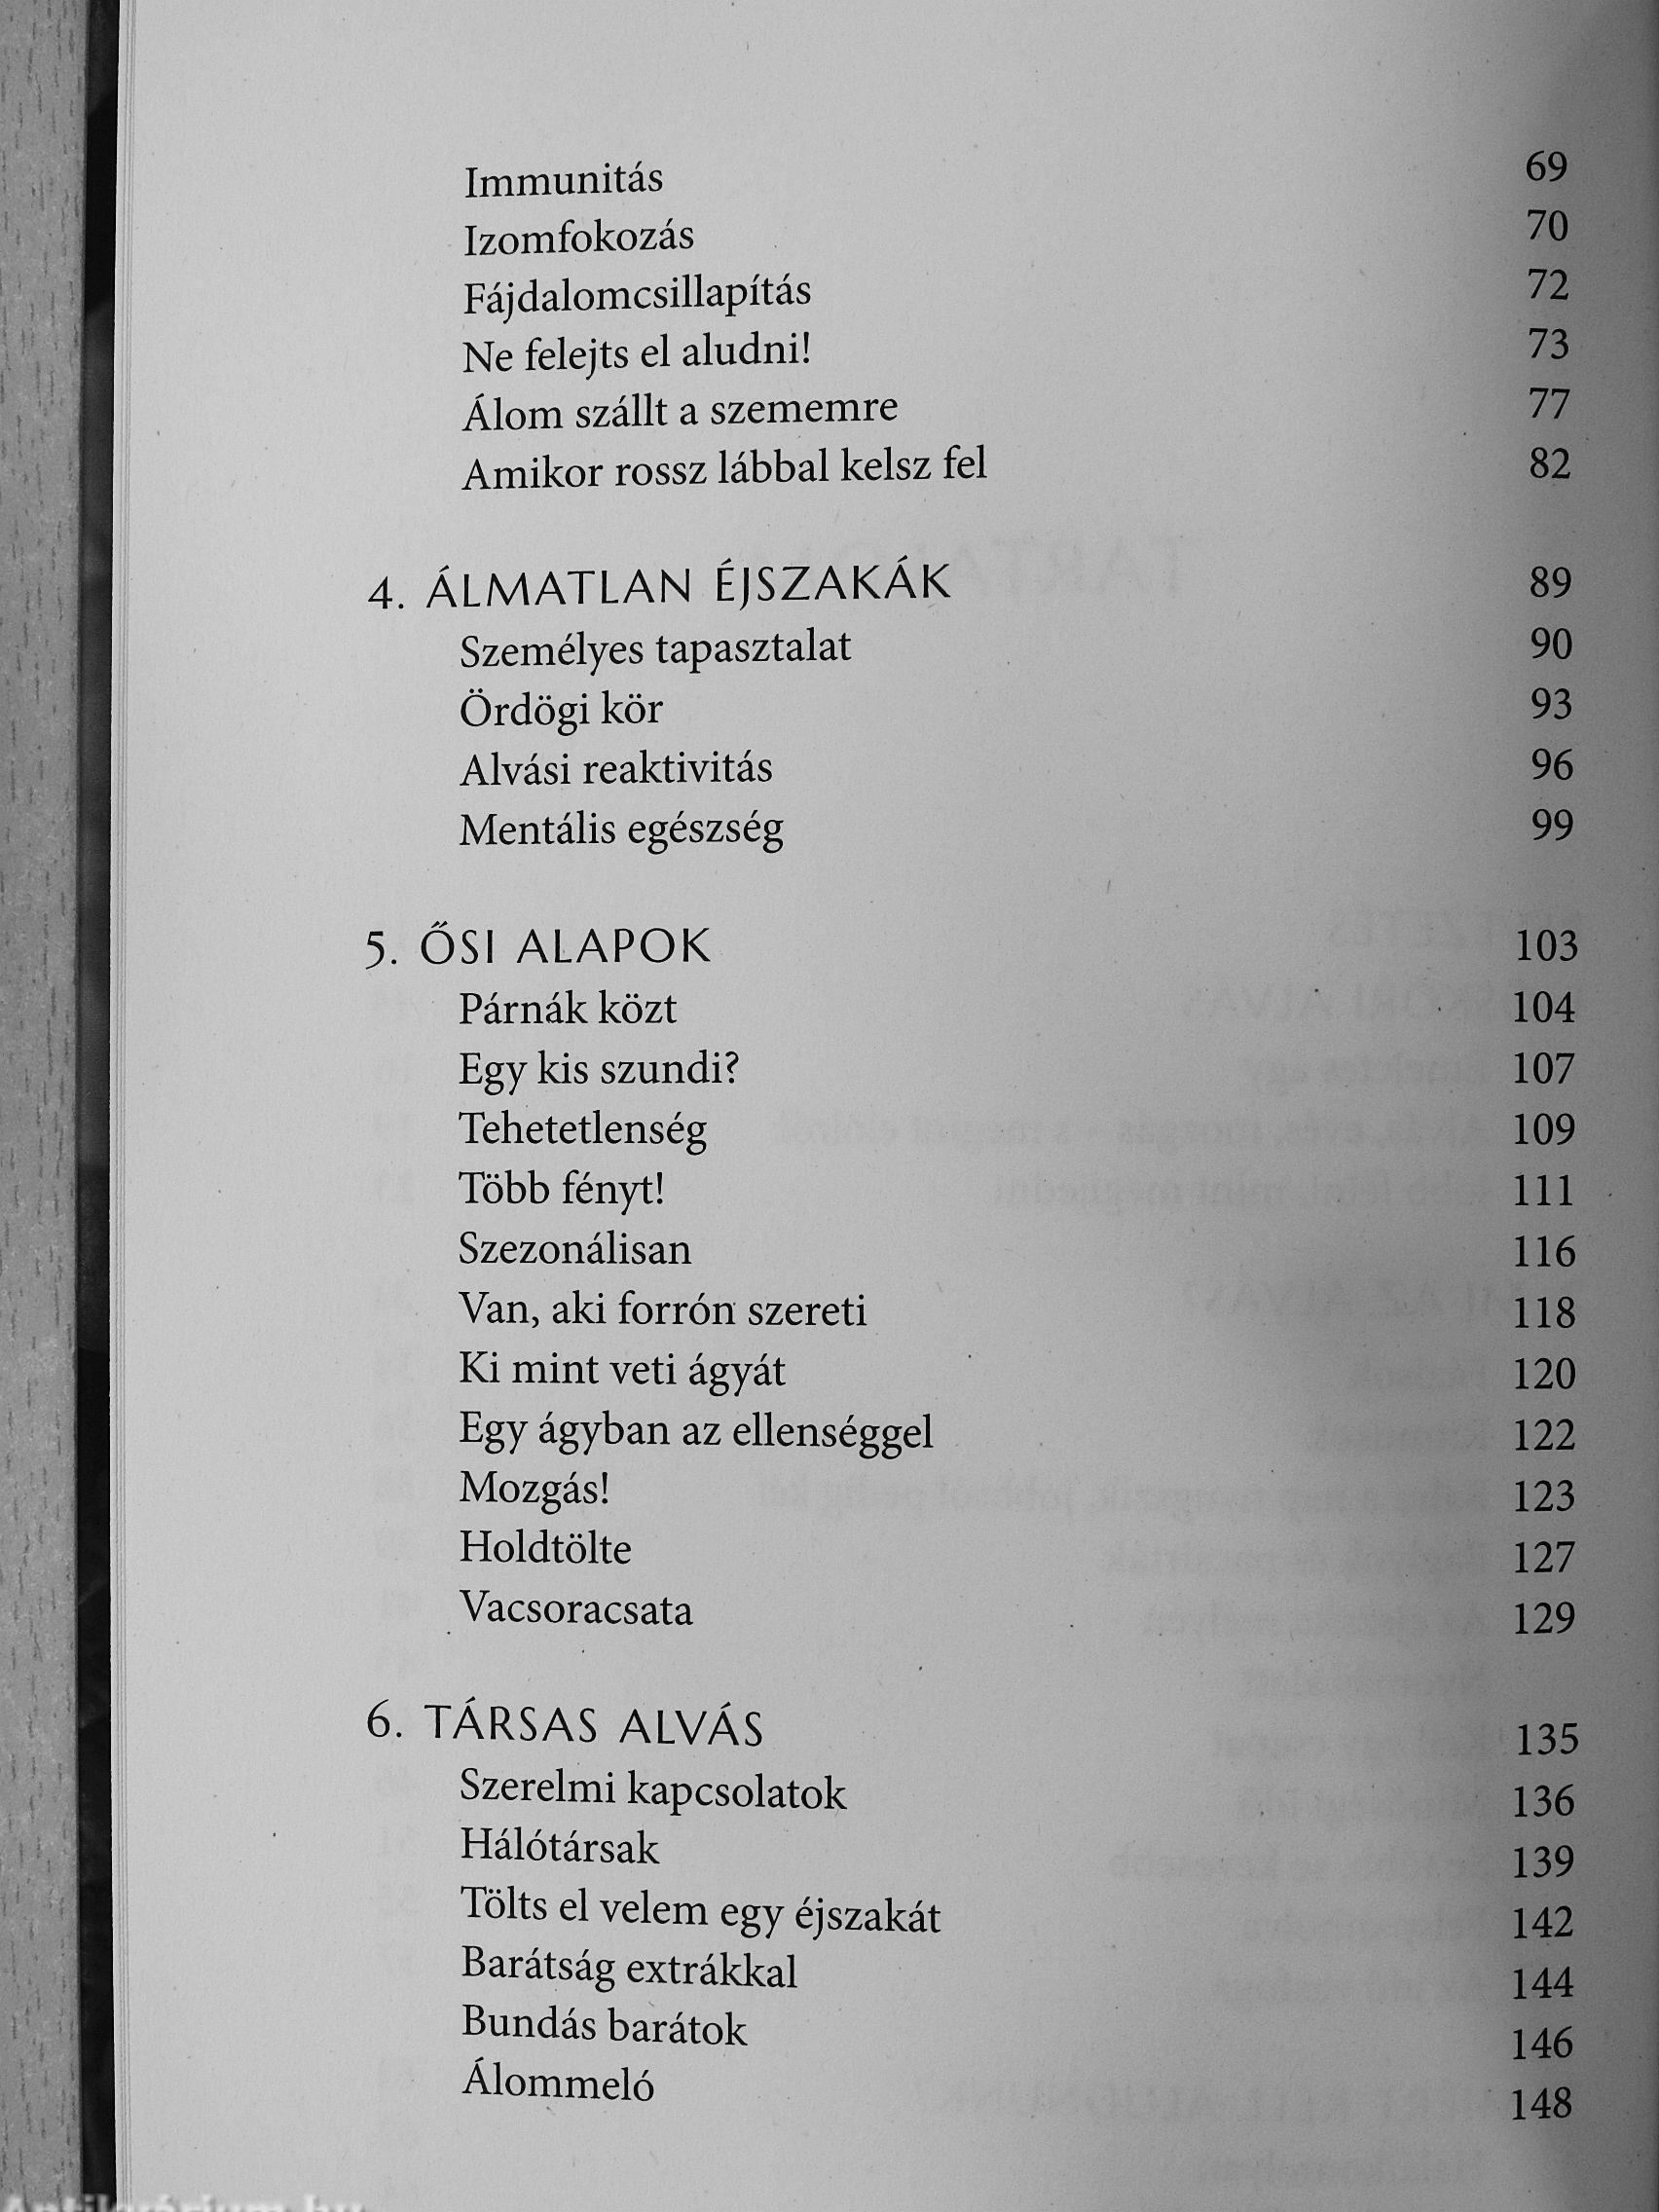 Immunitás 69
Izomfokozás 70
Fájdalomcsillapítás 72
Ne felejts el aludni! 73
Álom szállt a szememre 77
Amikor rossz lábbal kelsz fel 82
4. ÁLMATLAN ÉJSZAKÁK 89
Személyes tapasztalat 90
Ördögi kör 93
Alvási reaktivitás 96
Mentális egészség 99
5. ŐSI ALAPOK 103
Párnák közt 104
Egy kis szundi? 107
Tehetetlenség 109
Több fényt! 111
Szezonálisan 116
Van, aki forrón szereti 118
Ki mint veti ágyát 120
Egy ágyban az ellenséggel 122
Mozgás! 123
Holdtölte 127
Vacsoracsata 129
6. TÁRSAS ALVÁS 135
Szerelmi kapcsolatok 136
Hálótársak 139
Tölts el velem egy éjszakát 142
Barátság extrákkal 144
Bundás barátok 146
Álommeló 148